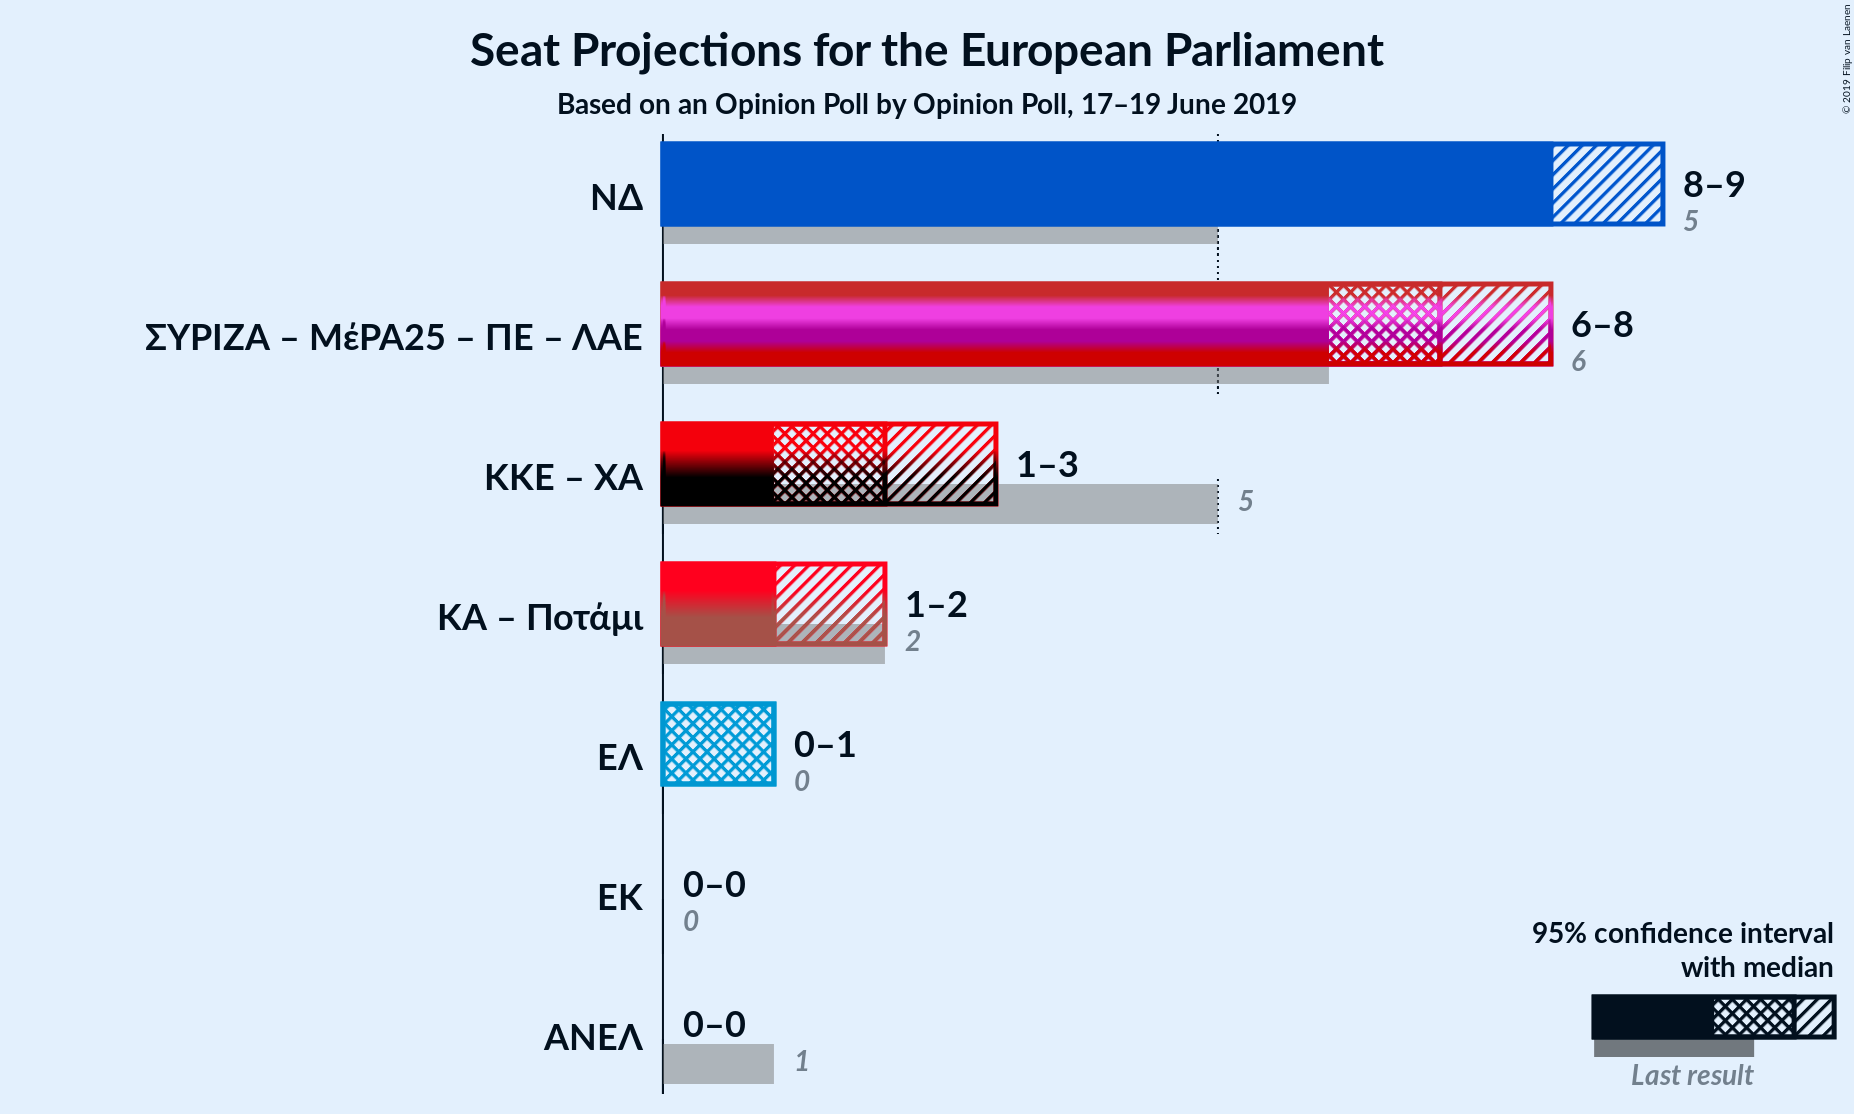 Seat Projections for the European Parliament
Based on an Opinion Poll by Opinion Poll, 17–19 June 2019
© 2019 Filip van Laenen
ΝΔ
8–9
5
ΣΥΡΙΖΑ – ΜέΡΑ25 – ΠΕ – ΛΑΕ
6–8
6
ΚΚΕ – ΧΑ
1–3
5
ΚΑ – Ποτάμι
1–2
2
ΕΛ
0–1
0
ΕΚ
0–0
0
ΑΝΕΛ
0–0
1
95% confidence interval
with median
Last result